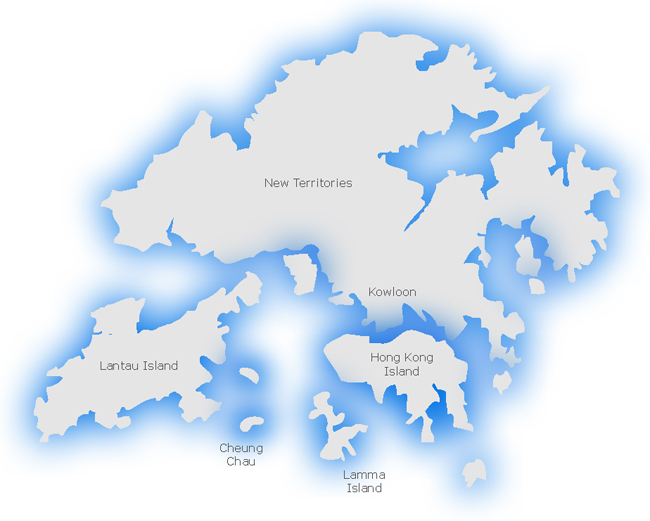 New Territories
Kowloon
Hong Kong
Island
Lantau Island
Cheung
Chau
Lamma
Island